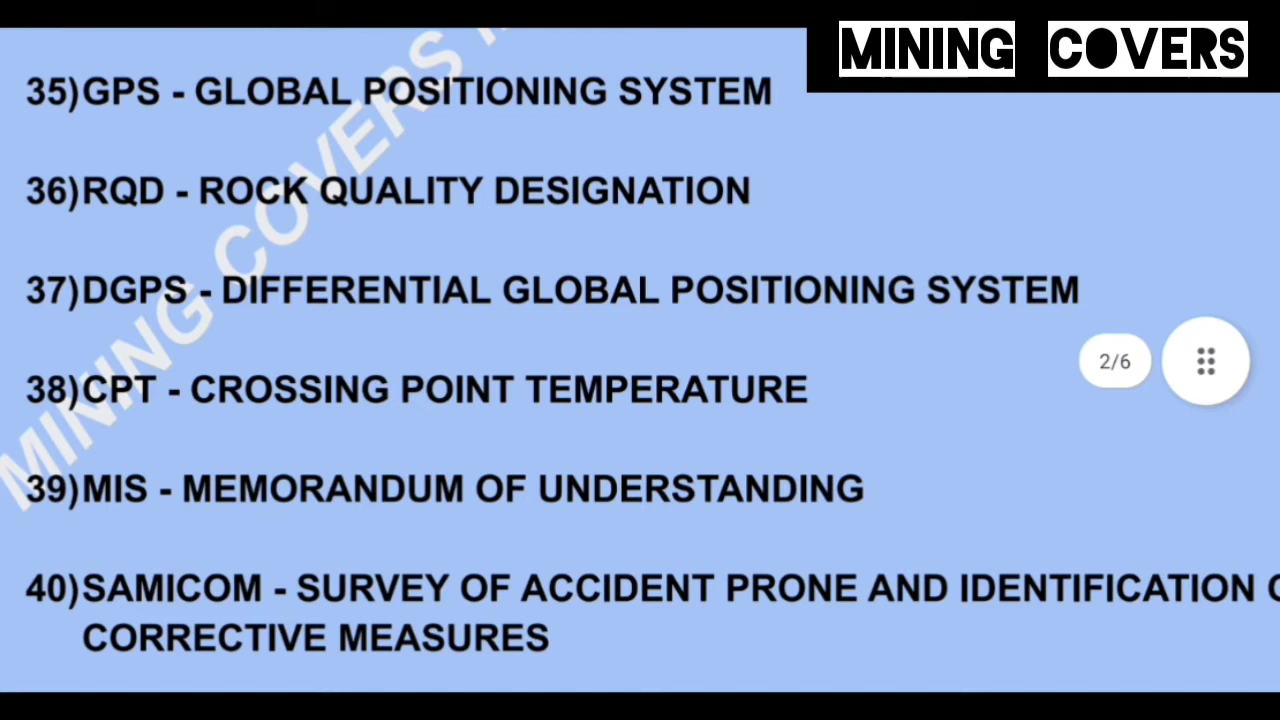 MINING COVERS
35)GPS - GLOBAL POSITIONING SYSTEM
36)RQD - ROCK QUALITY DESIGNATION
37)DGPS - DIFFERENTIAL GLOBAL POSITIONING SYSTEM
2/6
38)CPT - CROSSING POINT TEMPERATURE
39)MIS - MEMORANDUM OF UNDERSTANDING
40)SAMICOM - SURVEY OF ACCIDENT PRONE AND IDENTIFICATION
CORRECTIVE MEASURES
MINING COVERS